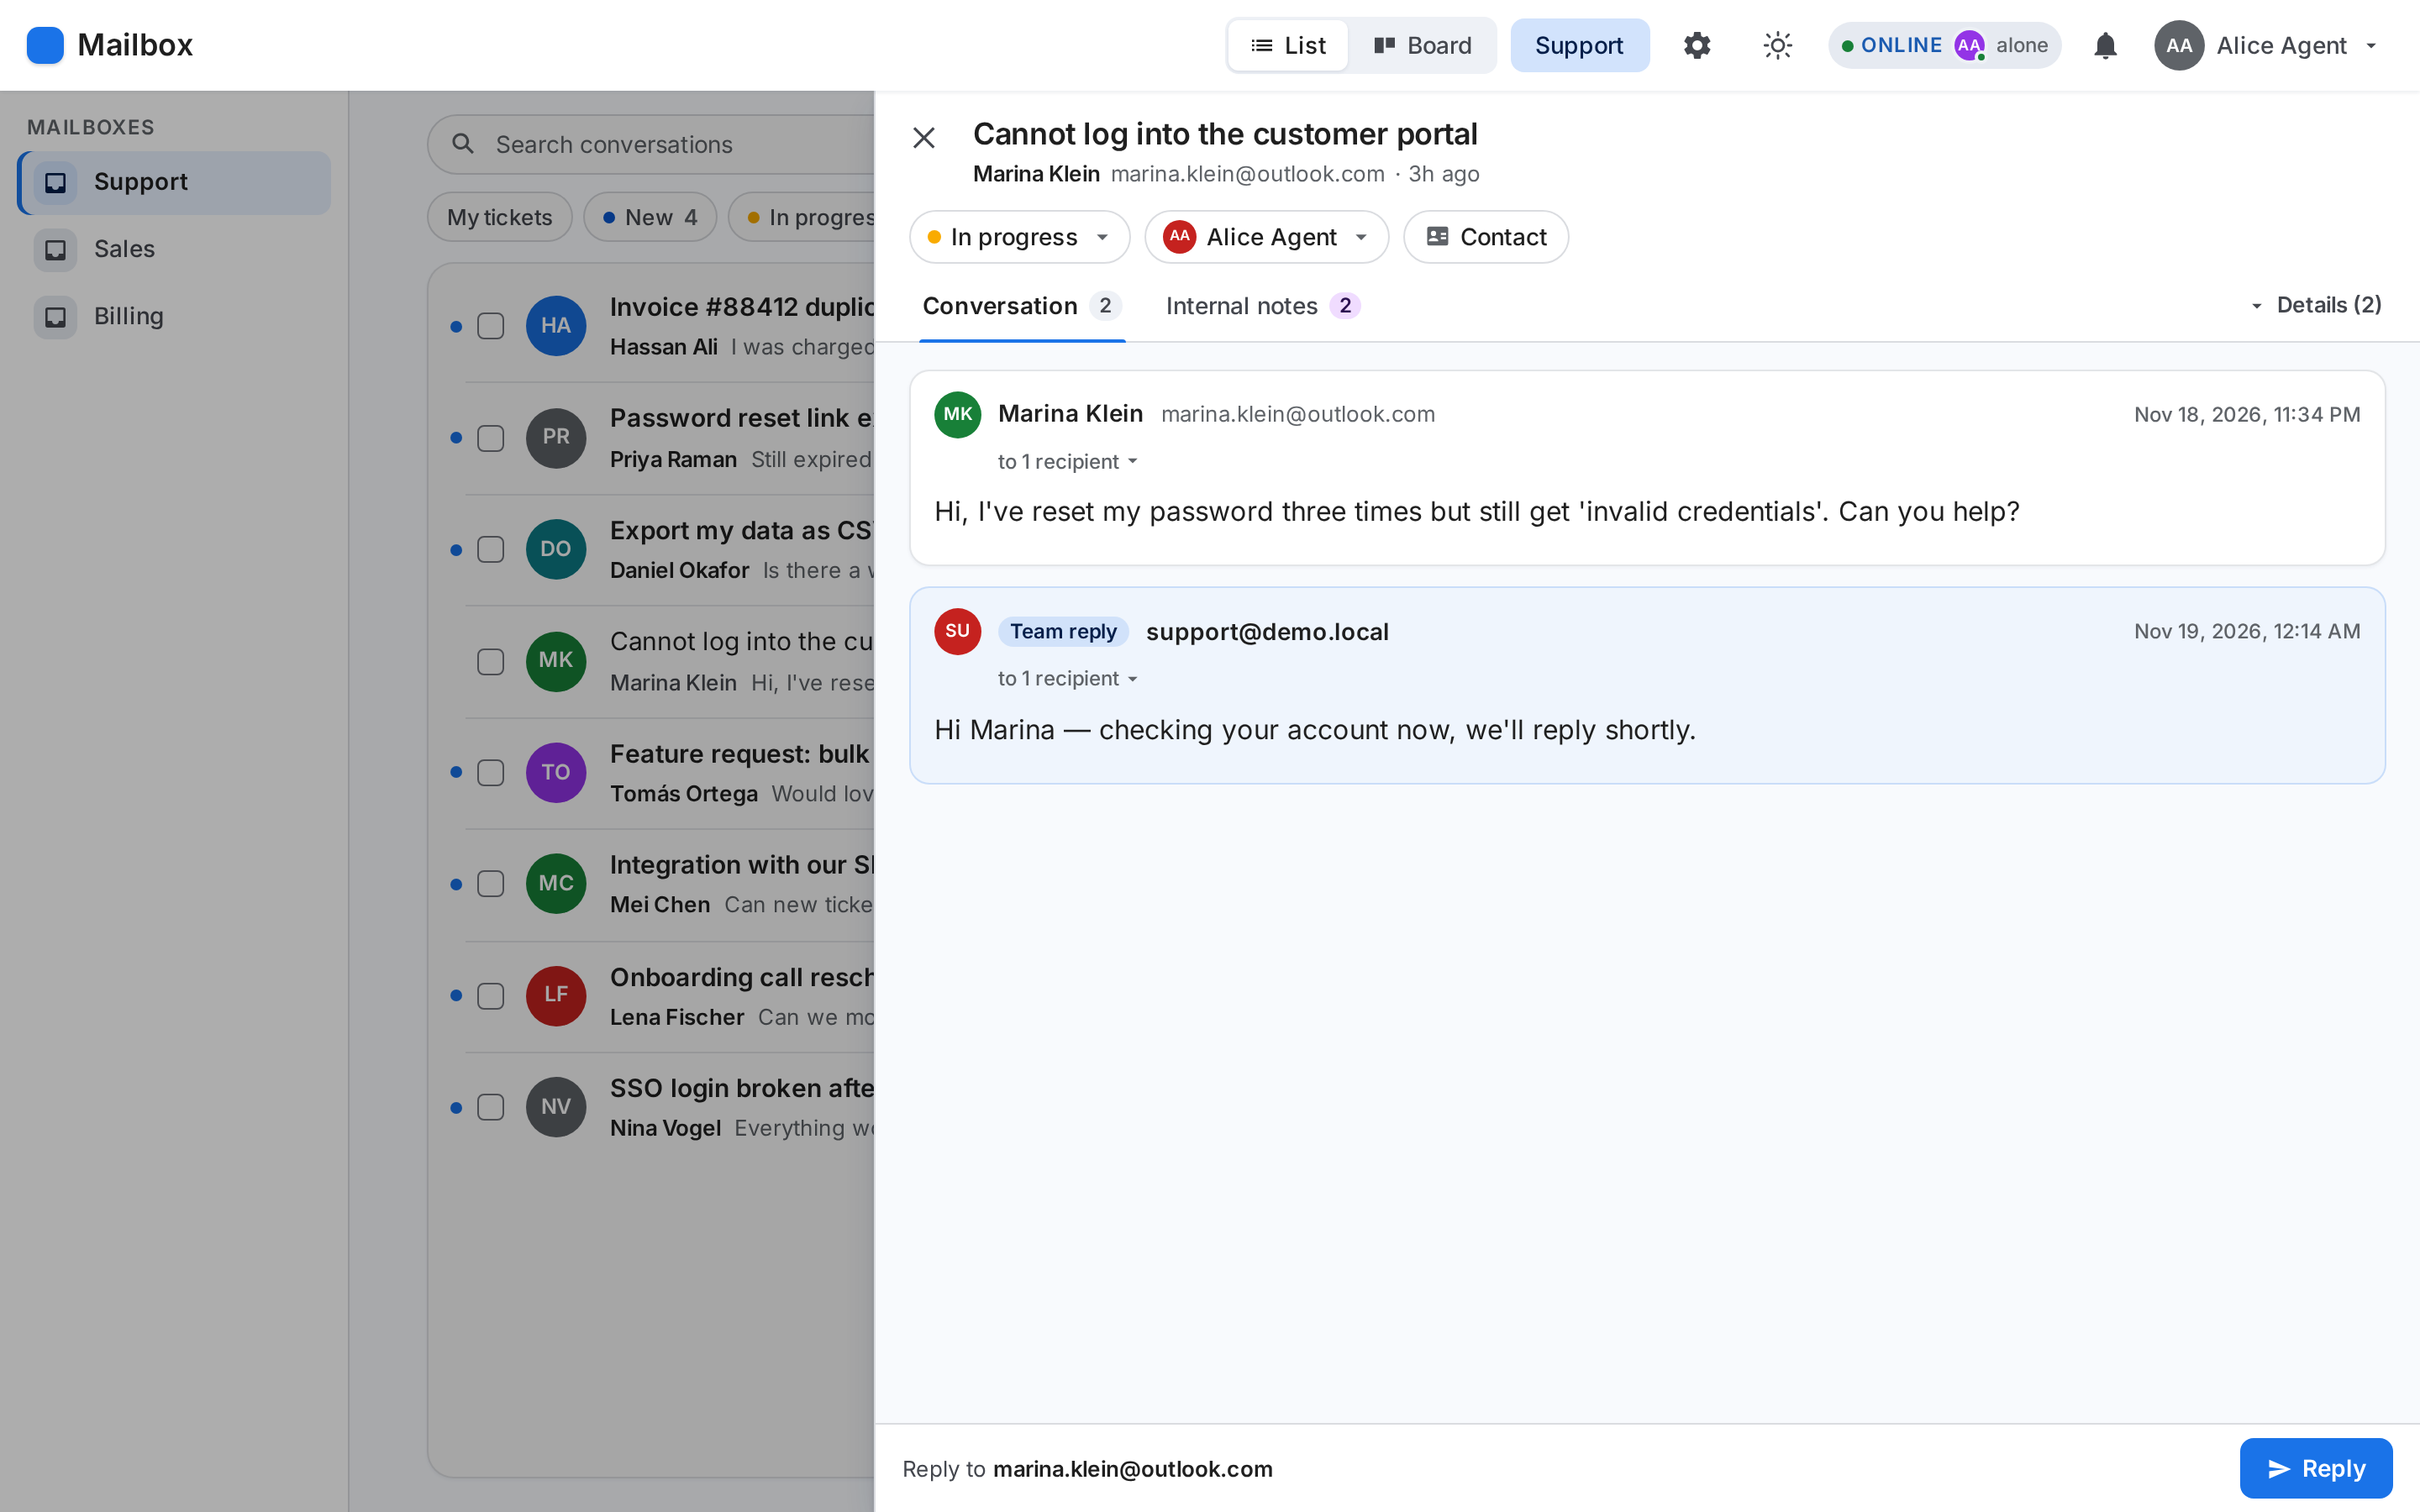 Mailbox
List
Board
Support
ONLINE
AA
alone
AA
Alice Agent
MAILBOXES
Support
Sales
Billing
Search conversations
My tickets
New 4
In progres
HA
Invoice #88412 duplic
Hassan Ali I was charged
PR
Password reset link e
Priya Raman Still expired
DO
Export my data as CS
Daniel Okafor Is there a
MK
Cannot log into the cu
Marina Klein Hi, I've rese
TO
Feature request: bulk
Tomás Ortega Would lov
MC
Integration with our S
Mei Chen Can new ticke
LF
Onboarding call resch
Lena Fischer Can we mo
NV
SSO login broken afte
Nina Vogel Everything we
Cannot log into the customer portal
Marina Klein marina.klein@outlook.com · 3h ago
In progress
AA
Alice Agent
Contact
Conversation 2
Internal notes 2
Details (2)
MK
Marina Klein marina.klein@outlook.com
Nov 18, 2026, 11:34 PM
to 1 recipient
Hi, I've reset my password three times but still get 'invalid credentials'. Can you help?
SU
Team reply
support@demo.local
Nov 19, 2026, 12:14 AM
to 1 recipient
Hi Marina — checking your account now, we'll reply shortly.
Reply to marina.klein@outlook.com
Reply